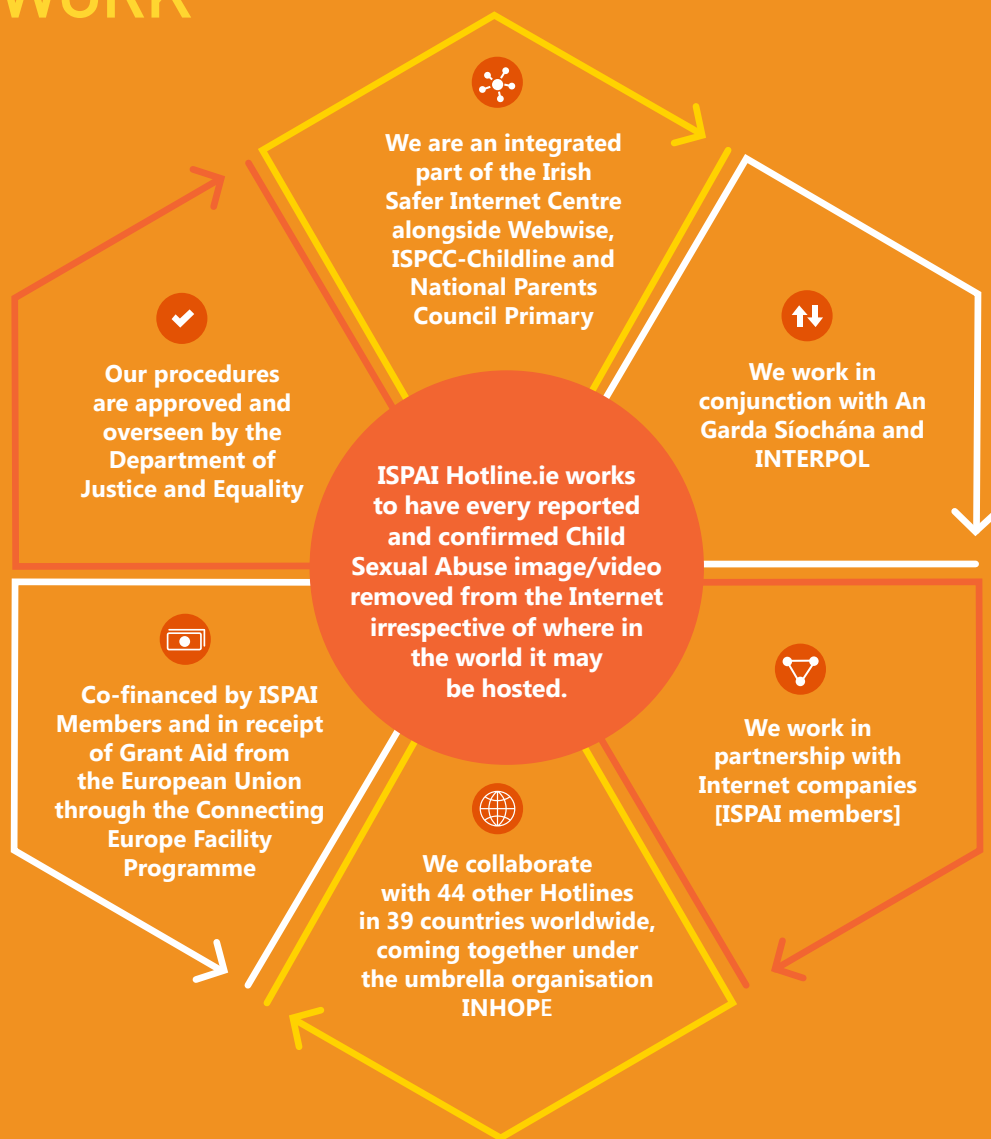 WORK
We are an integrated
part of the Irish
Safer Internet Centre
alongside Webwise,
ISPCC-Childline and
National Parents
Council Primary
We work in
conjunction with An
Garda Síochána and
INTERPOL
We work in
partnership with
Internet companies
[ISPAI members]
We collaborate
with 44 other Hotlines
in 39 countries worldwide,
coming together under
the umbrella organisation
INHOPE
Co-financed by ISPAI
Members and in receipt
of Grant Aid from
the European Union
through the Connecting
Europe Facility
Programme
Our procedures
are approved and
overseen by the
Department of
Justice and Equality
ISPAI Hotline.ie works
to have every reported
and confirmed Child
Sexual Abuse image/video
removed from the Internet
irrespective of where in
the world it may
be hosted.